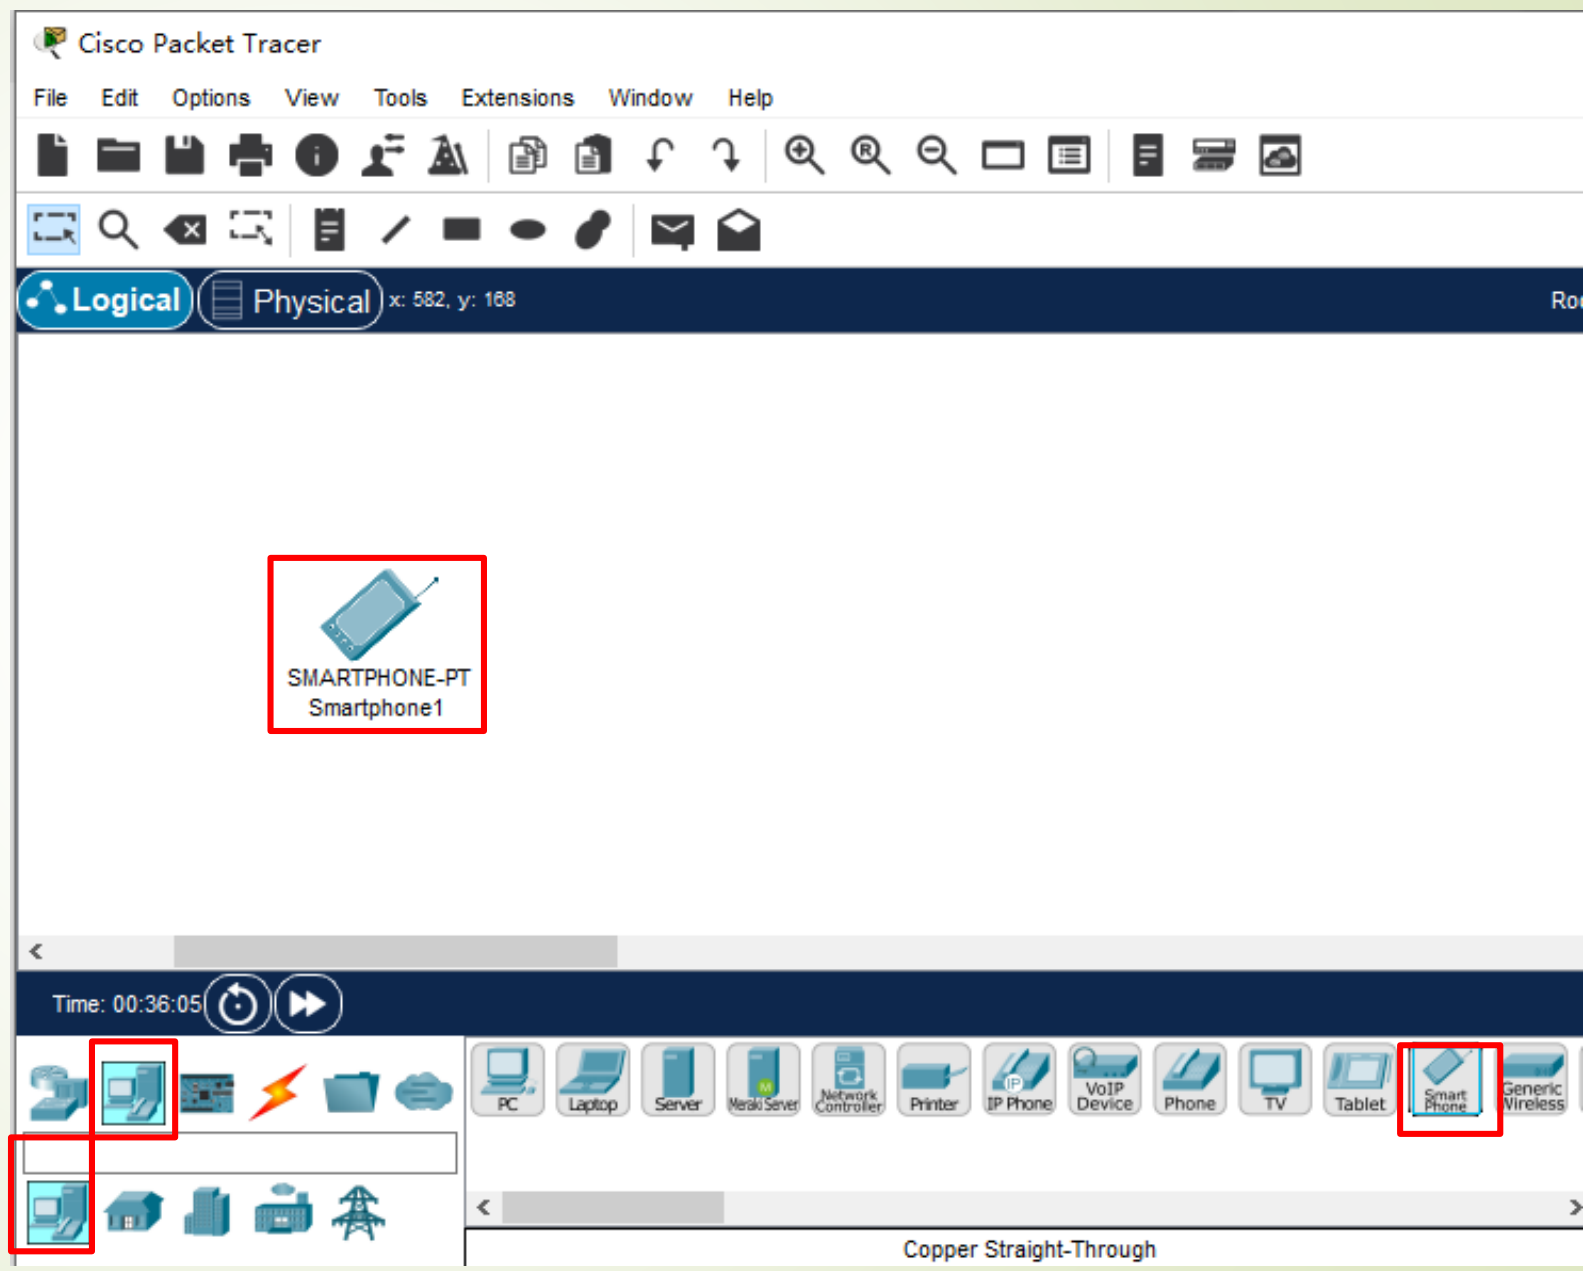 Cisco Packet Tracer
File Edit Options View Tools Extensions Window Help
Logical Physical x: 582, y: 168
SMARTPHONE-PT
Smartphone1
Time: 00:36:05
PC Laptop Server Meraki Server Network Controller Printer IP Phone VoIP Device Phone TV Tablet Smart Phone Generic Wireless
Copper Straight-Through